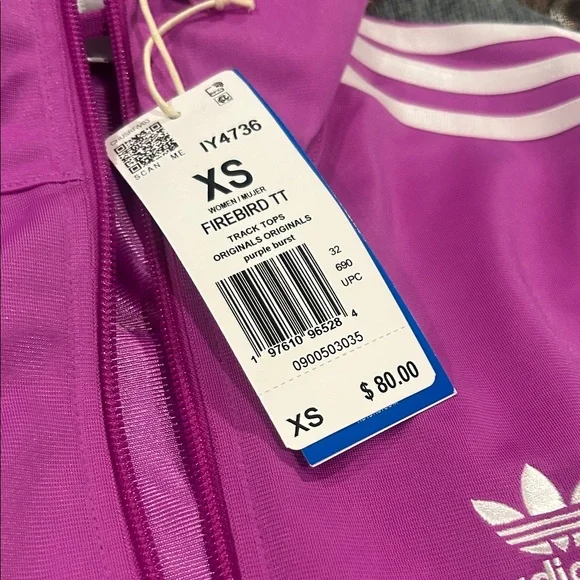 SCAN ME
IY4736
XS
WOMEN / MUJER
FIREBIRD TT
TRACK TOPS
ORIGINALS ORIGINALS
purple burst
32
690
UPC
1 97610 96528 4
0900503035
XS
$ 80.00